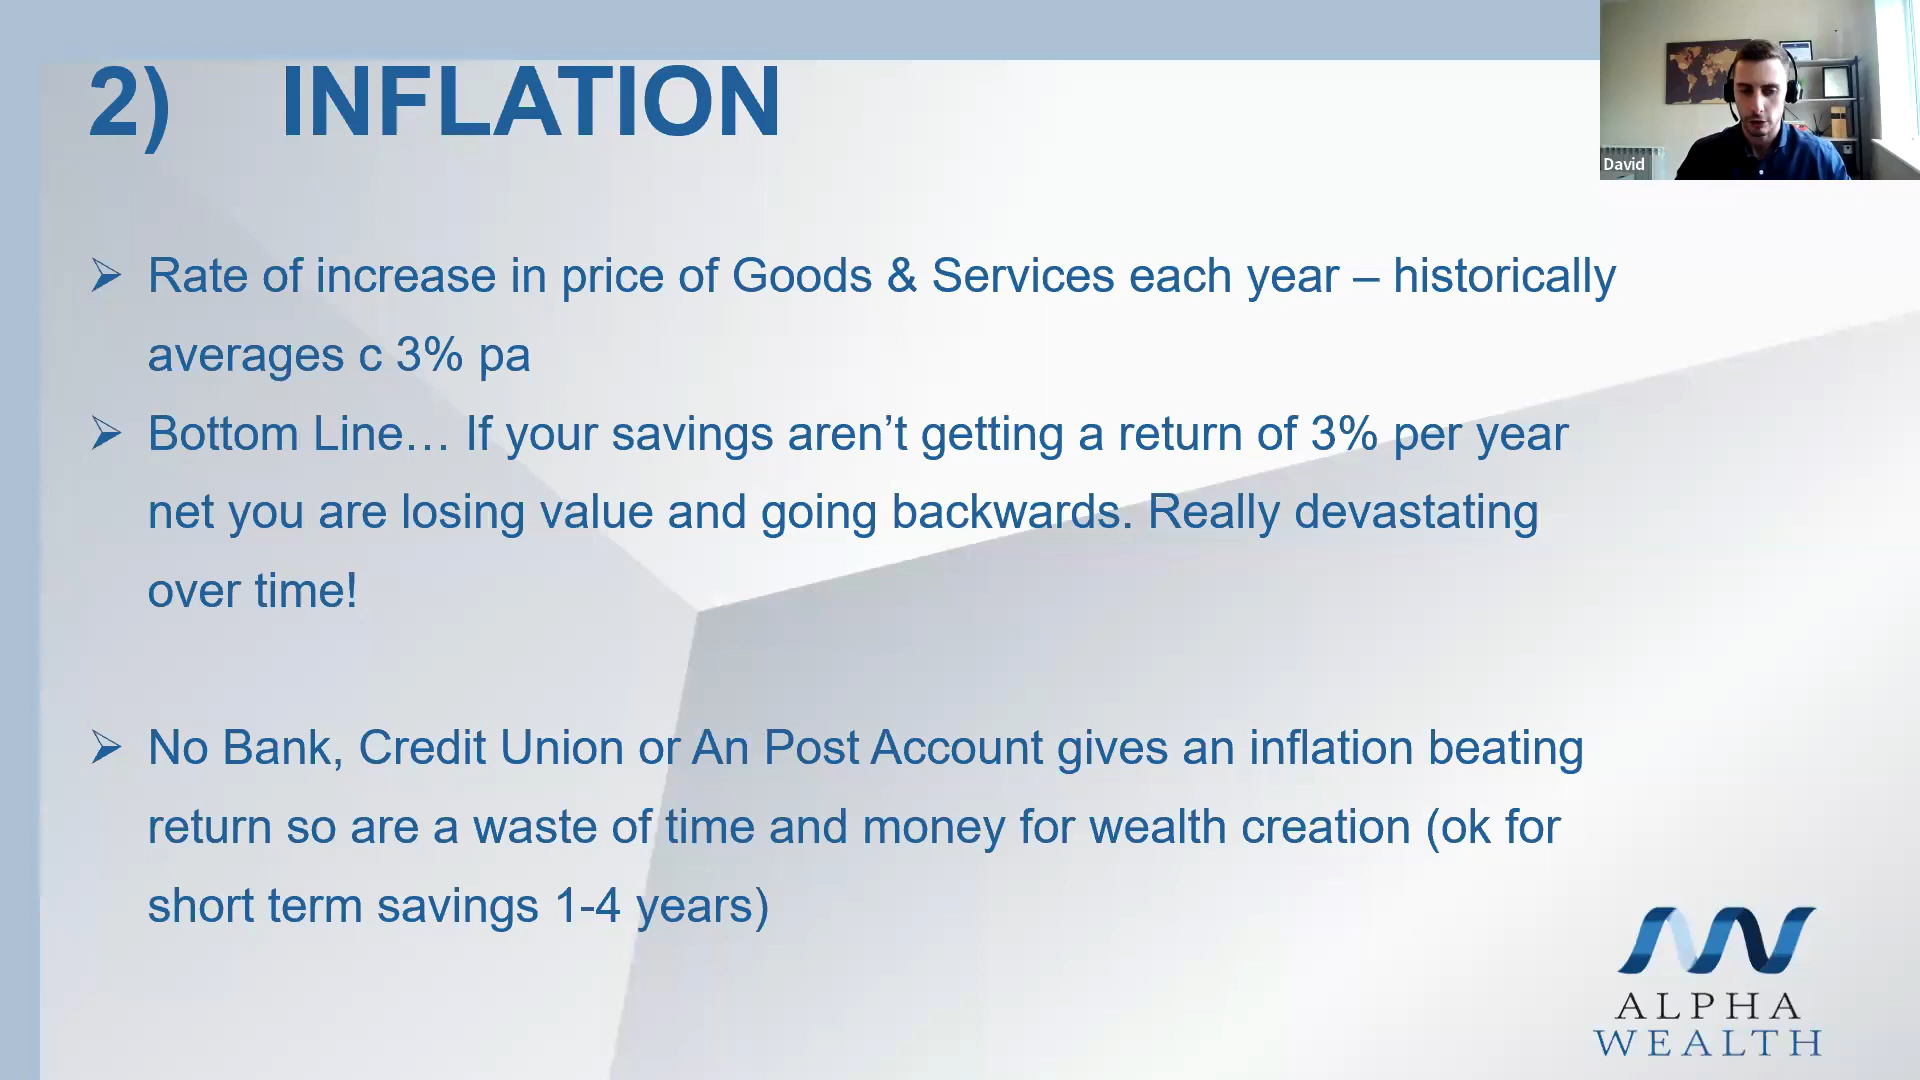 2) INFLATION
David
➢ Rate of increase in price of Goods & Services each year – historically
averages c 3% pa
➢ Bottom Line… If your savings aren’t getting a return of 3% per year
net you are losing value and going backwards. Really devastating
over time!
➢ No Bank, Credit Union or An Post Account gives an inflation beating
return so are a waste of time and money for wealth creation (ok for
short term savings 1-4 years)
ALPHA
WEALTH